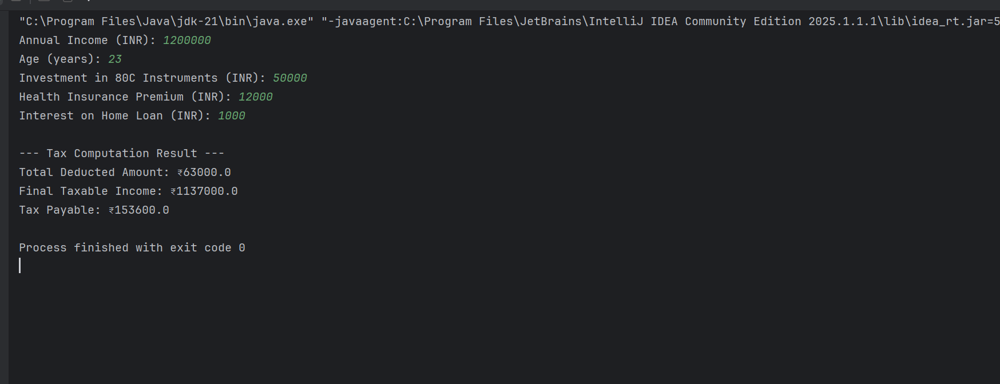 "C:\Program Files\Java\jdk-21\bin\java.exe" "-javaagent:C:\Program Files\JetBrains\IntelliJ IDEA Community Edition 2025.1.1.1\lib\idea_rt.jar=5
Annual Income (INR): 1200000
Age (years): 23
Investment in 80C Instruments (INR): 50000
Health Insurance Premium (INR): 12000
Interest on Home Loan (INR): 1000
--- Tax Computation Result ---
Total Deducted Amount: ₹63000.0
Final Taxable Income: ₹1137000.0
Tax Payable: ₹153600.0
Process finished with exit code 0